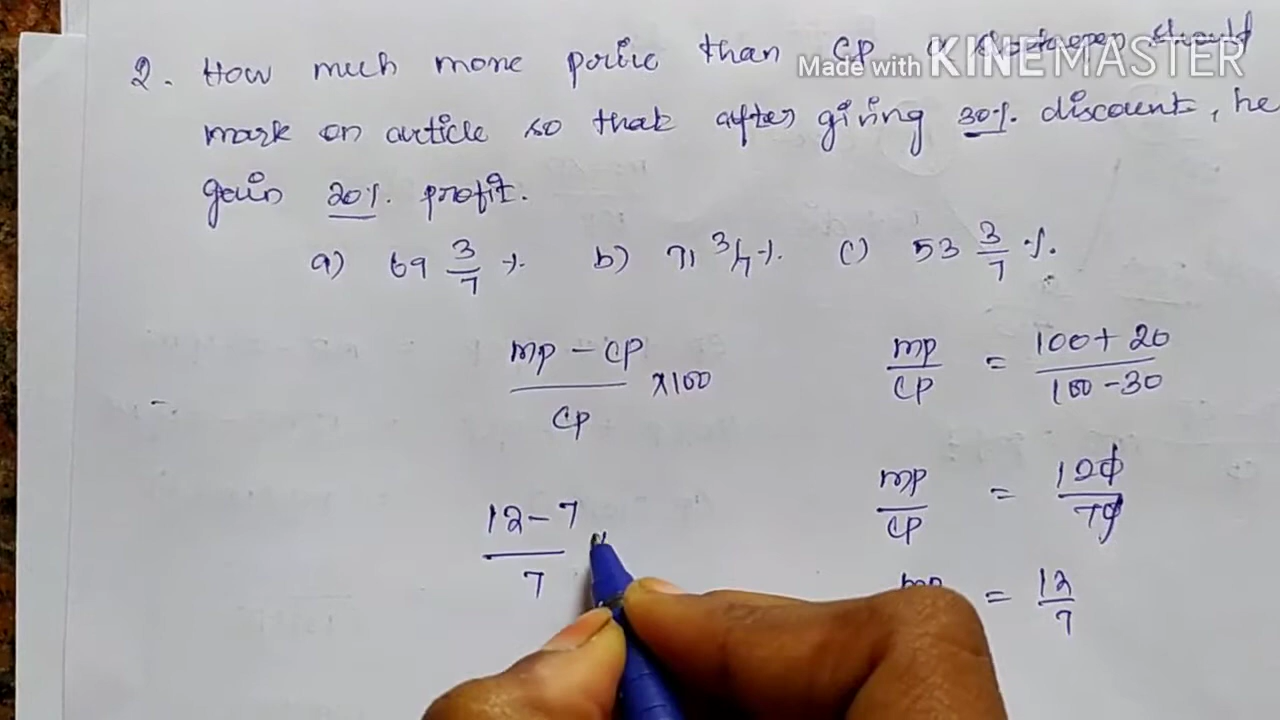 2. How much more price than CP a should
Made with KINEMASTER
mark an article so that after giving 30% discount, he
gain 20% profit.
a) 69 3/7 % b) 71 3/7 % c) 53 3/7 %
MP - CP / CP ×100
MP / CP = 100 + 20 / 100 - 30
MP / CP = 120 / 70
12 - 7 / 7
= 12 / 7